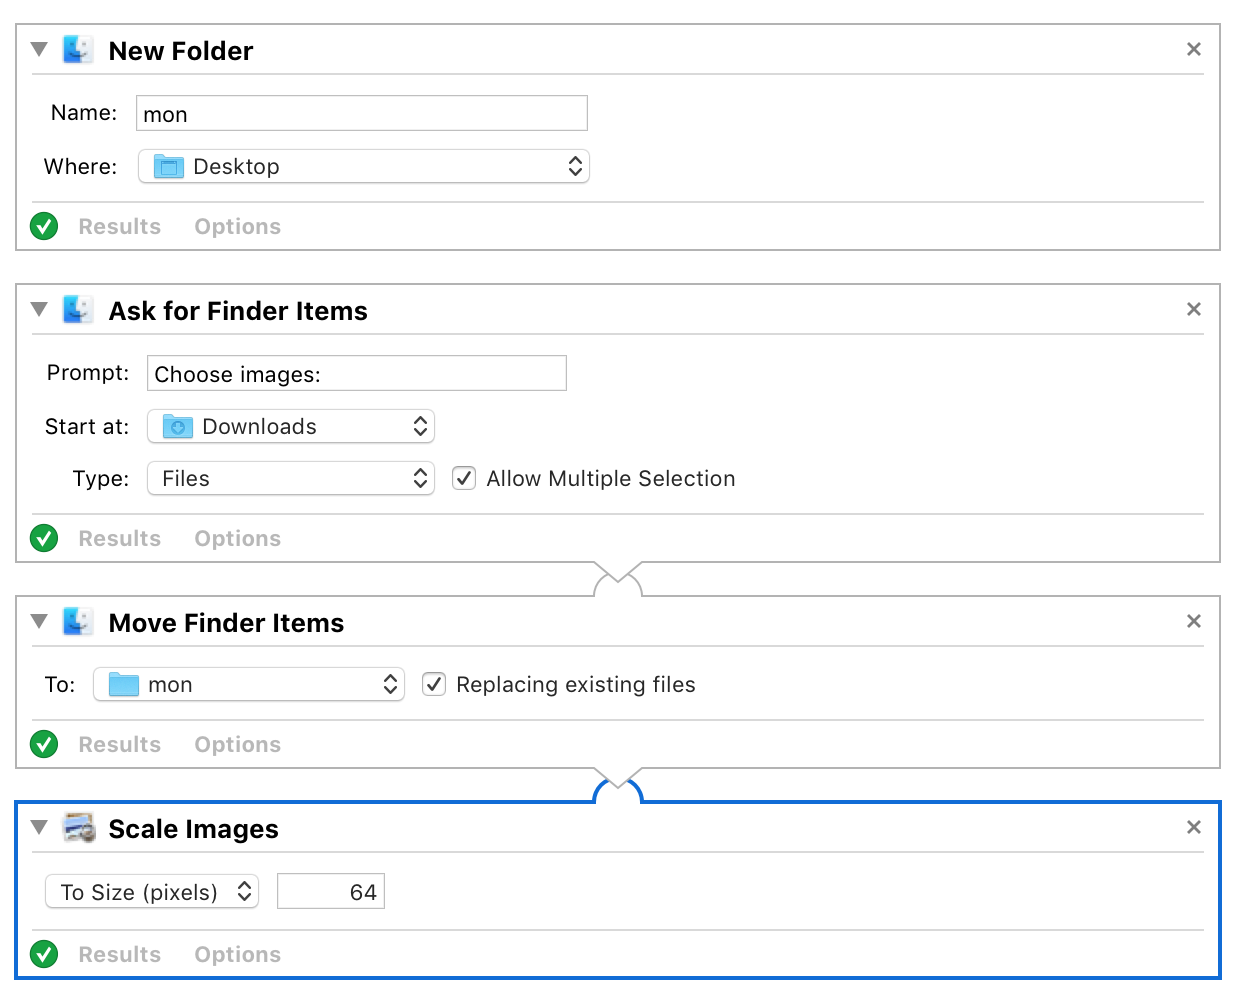 New Folder
Name: mon
Where: Desktop
Results Options
Ask for Finder Items
Prompt: Choose images:
Start at: Downloads
Type: Files Allow Multiple Selection
Results Options
Move Finder Items
To: mon Replacing existing files
Results Options
Scale Images
To Size (pixels) 64
Results Options